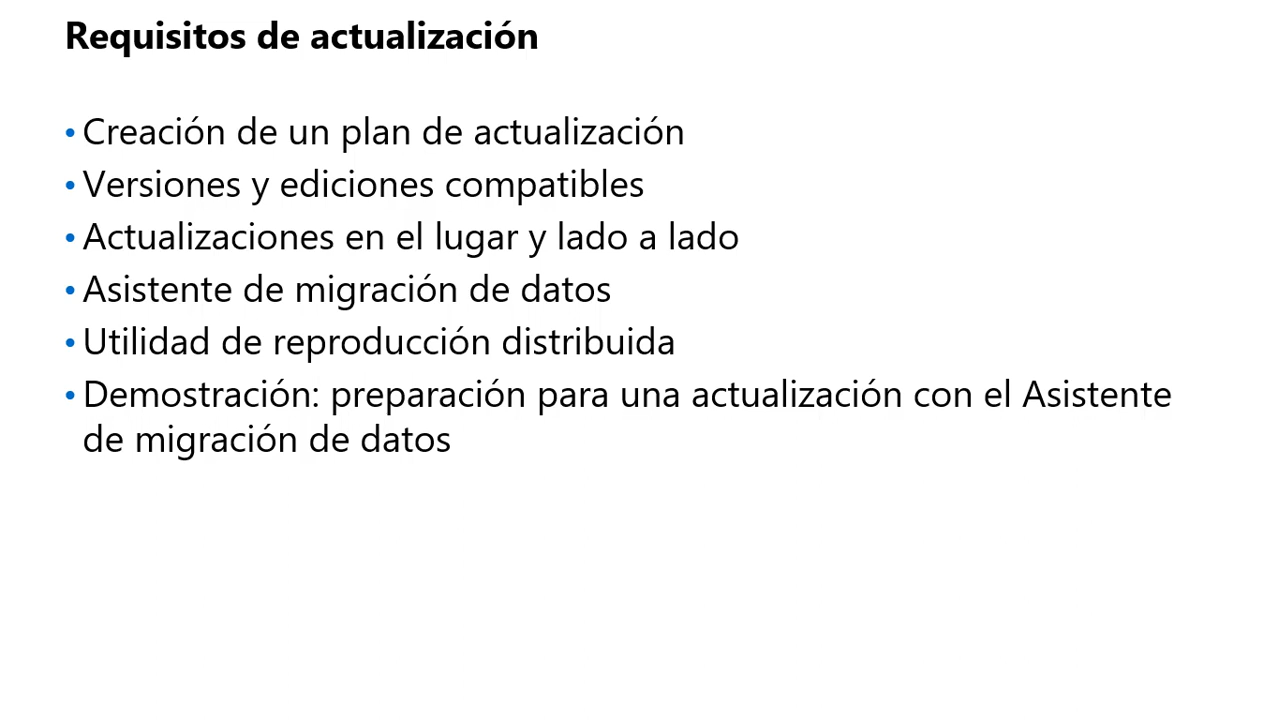 Requisitos de actualización
• Creación de un plan de actualización
• Versiones y ediciones compatibles
• Actualizaciones en el lugar y lado a lado
• Asistente de migración de datos
• Utilidad de reproducción distribuida
• Demostración: preparación para una actualización con el Asistente
de migración de datos